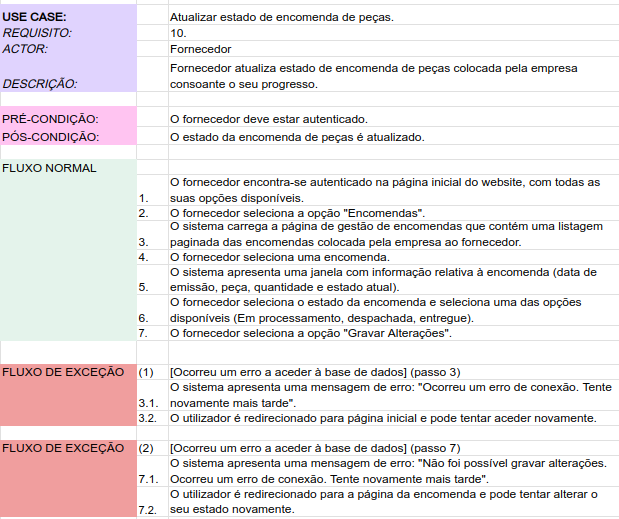 USE CASE: Atualizar estado de encomenda de peças.
REQUISITO: 10.
ACTOR: Fornecedor
Fornecedor atualiza estado de encomenda de peças colocada pela empresa
DESCRIÇÃO: consoante o seu progresso.
PRÉ-CONDIÇÃO: O fornecedor deve estar autenticado.
PÓS-CONDIÇÃO: O estado da encomenda de peças é atualizado.
FLUXO NORMAL
O fornecedor encontra-se autenticado na página inicial do website, com todas as
1. suas opções disponíveis.
2. O fornecedor seleciona a opção "Encomendas".
O sistema carrega a página de gestão de encomendas que contém uma listagem
3. paginada das encomendas colocada pela empresa ao fornecedor.
4. O fornecedor seleciona uma encomenda.
O sistema apresenta uma janela com informação relativa à encomenda (data de
5. emissão, peça, quantidade e estado atual).
O fornecedor seleciona o estado da encomenda e seleciona uma das opções
6. disponíveis (Em processamento, despachada, entregue).
7. O fornecedor seleciona a opção "Gravar Alterações".
FLUXO DE EXCEÇÃO (1) [Ocorreu um erro a aceder à base de dados] (passo 3)
O sistema apresenta uma mensagem de erro: "Ocorreu um erro de conexão. Tente
3.1. novamente mais tarde".
3.2. O utilizador é redirecionado para página inicial e pode tentar aceder novamente.
FLUXO DE EXCEÇÃO (2) [Ocorreu um erro a aceder à base de dados] (passo 7)
O sistema apresenta uma mensagem de erro: "Não foi possível gravar alterações.
7.1. Ocorreu um erro de conexão. Tente novamente mais tarde".
O utilizador é redirecionado para a página da encomenda e pode tentar alterar o
7.2. seu estado novamente.